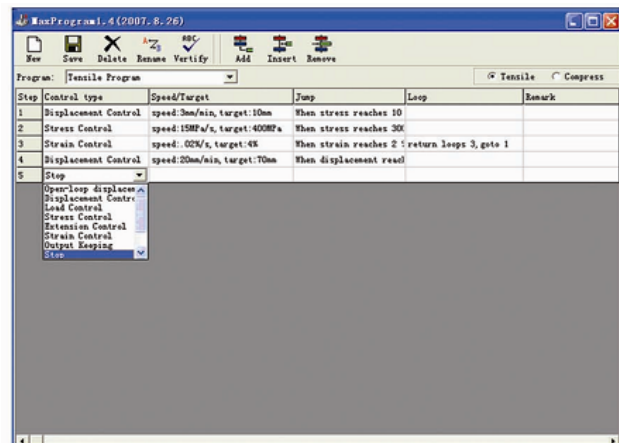 MaxProgram1.4(2007.8.26)
New Save Delete Rename Vertify Add Insert Remove
Program: Tensile Program Tensile Compress
Step Control type Speed/Target Jump Loop Remark
1 Displacement Control speed:3mm/min, target:10mm When stress reaches 10
2 Stress Control speed:15MPa/s, target:400MPa When stress reaches 300
3 Strain Control speed:.02%/s, target:4% When strain reaches 2 return loops 3, goto 1
4 Displacement Control speed:20mm/min, target:70mm When displacement reach
5 Stop
Open-loop displacem
Displacement Contro
Load Control
Stress Control
Extension Control
Strain Control
Output Keeping
Stop